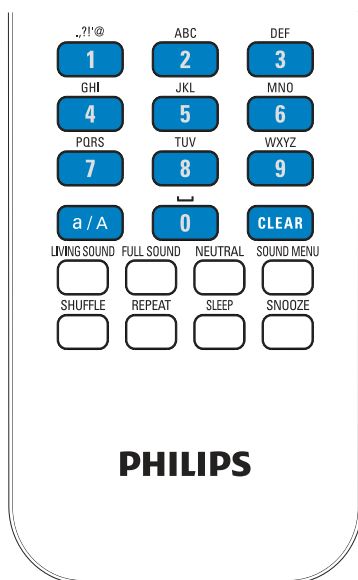 .,?!'@ ABC DEF
1 2 3
GHI JKL MNO
4 5 6
PQRS TUV WXYZ
7 8 9
a / A 0 CLEAR
LIVING SOUND FULL SOUND NEUTRAL SOUND MENU
SHUFFLE REPEAT SLEEP SNOOZE
PHILIPS